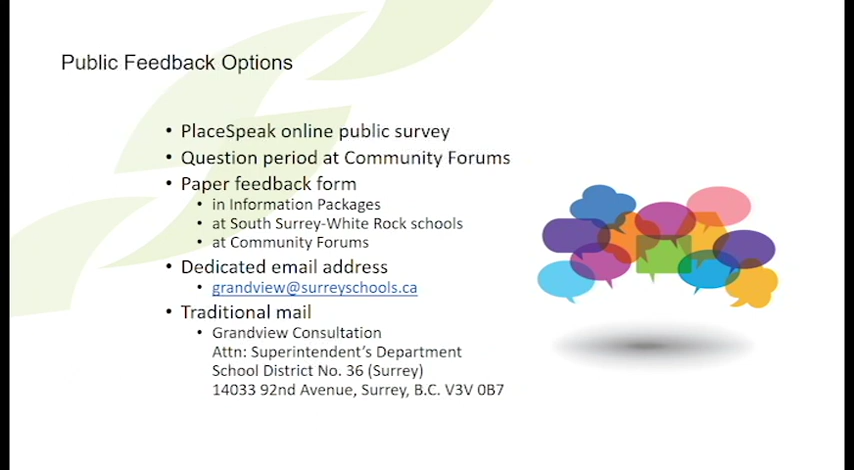 Public Feedback Options
• PlaceSpeak online public survey
• Question period at Community Forums
• Paper feedback form
• in Information Packages
• at South Surrey-White Rock schools
• at Community Forums
• Dedicated email address
• grandview@surreyschools.ca
• Traditional mail
• Grandview Consultation
Attn: Superintendent's Department
School District No. 36 (Surrey)
14033 92nd Avenue, Surrey, B.C. V3V 0B7